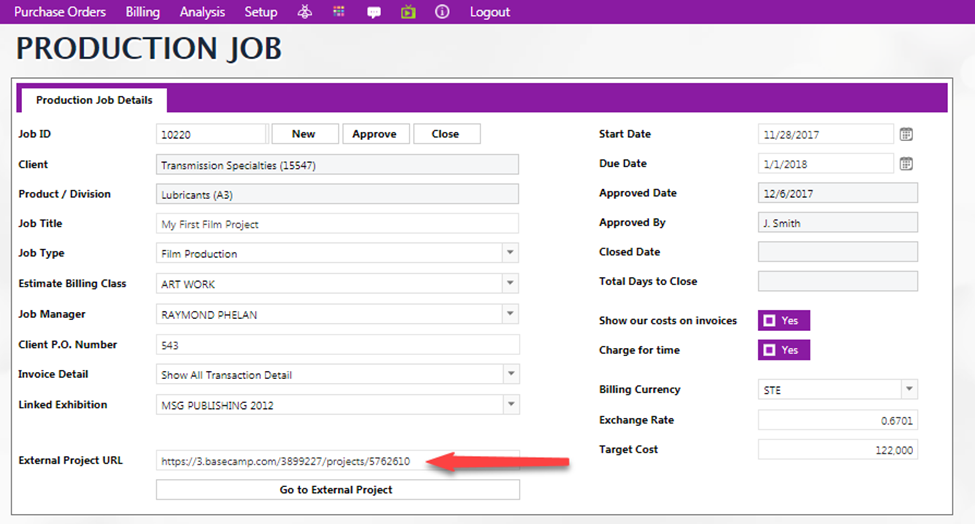 Purchase Orders Billing Analysis Setup Logout
PRODUCTION JOB
Production Job Details
Job ID 10220 New Approve Close
Client Transmission Specialties (15547)
Product / Division Lubricants (A3)
Job Title My First Film Project
Job Type Film Production
Estimate Billing Class ART WORK
Job Manager RAYMOND PHELAN
Client P.O. Number 543
Invoice Detail Show All Transaction Detail
Linked Exhibition MSG PUBLISHING 2012
External Project URL https://3.basecamp.com/3899227/projects/5762610
Go to External Project
Start Date 11/28/2017
Due Date 1/1/2018
Approved Date 12/6/2017
Approved By J. Smith
Closed Date
Total Days to Close
Show our costs on invoices Yes
Charge for time Yes
Billing Currency STE
Exchange Rate 0.6701
Target Cost 122,000